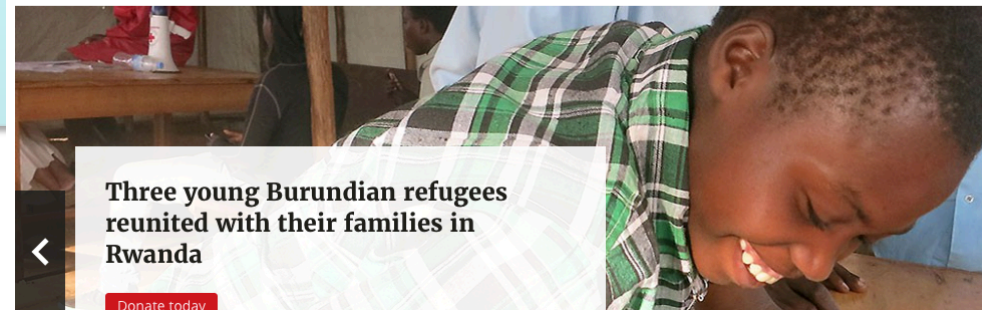 Three young Burundian refugees
reunited with their families in
Rwanda
Donate today